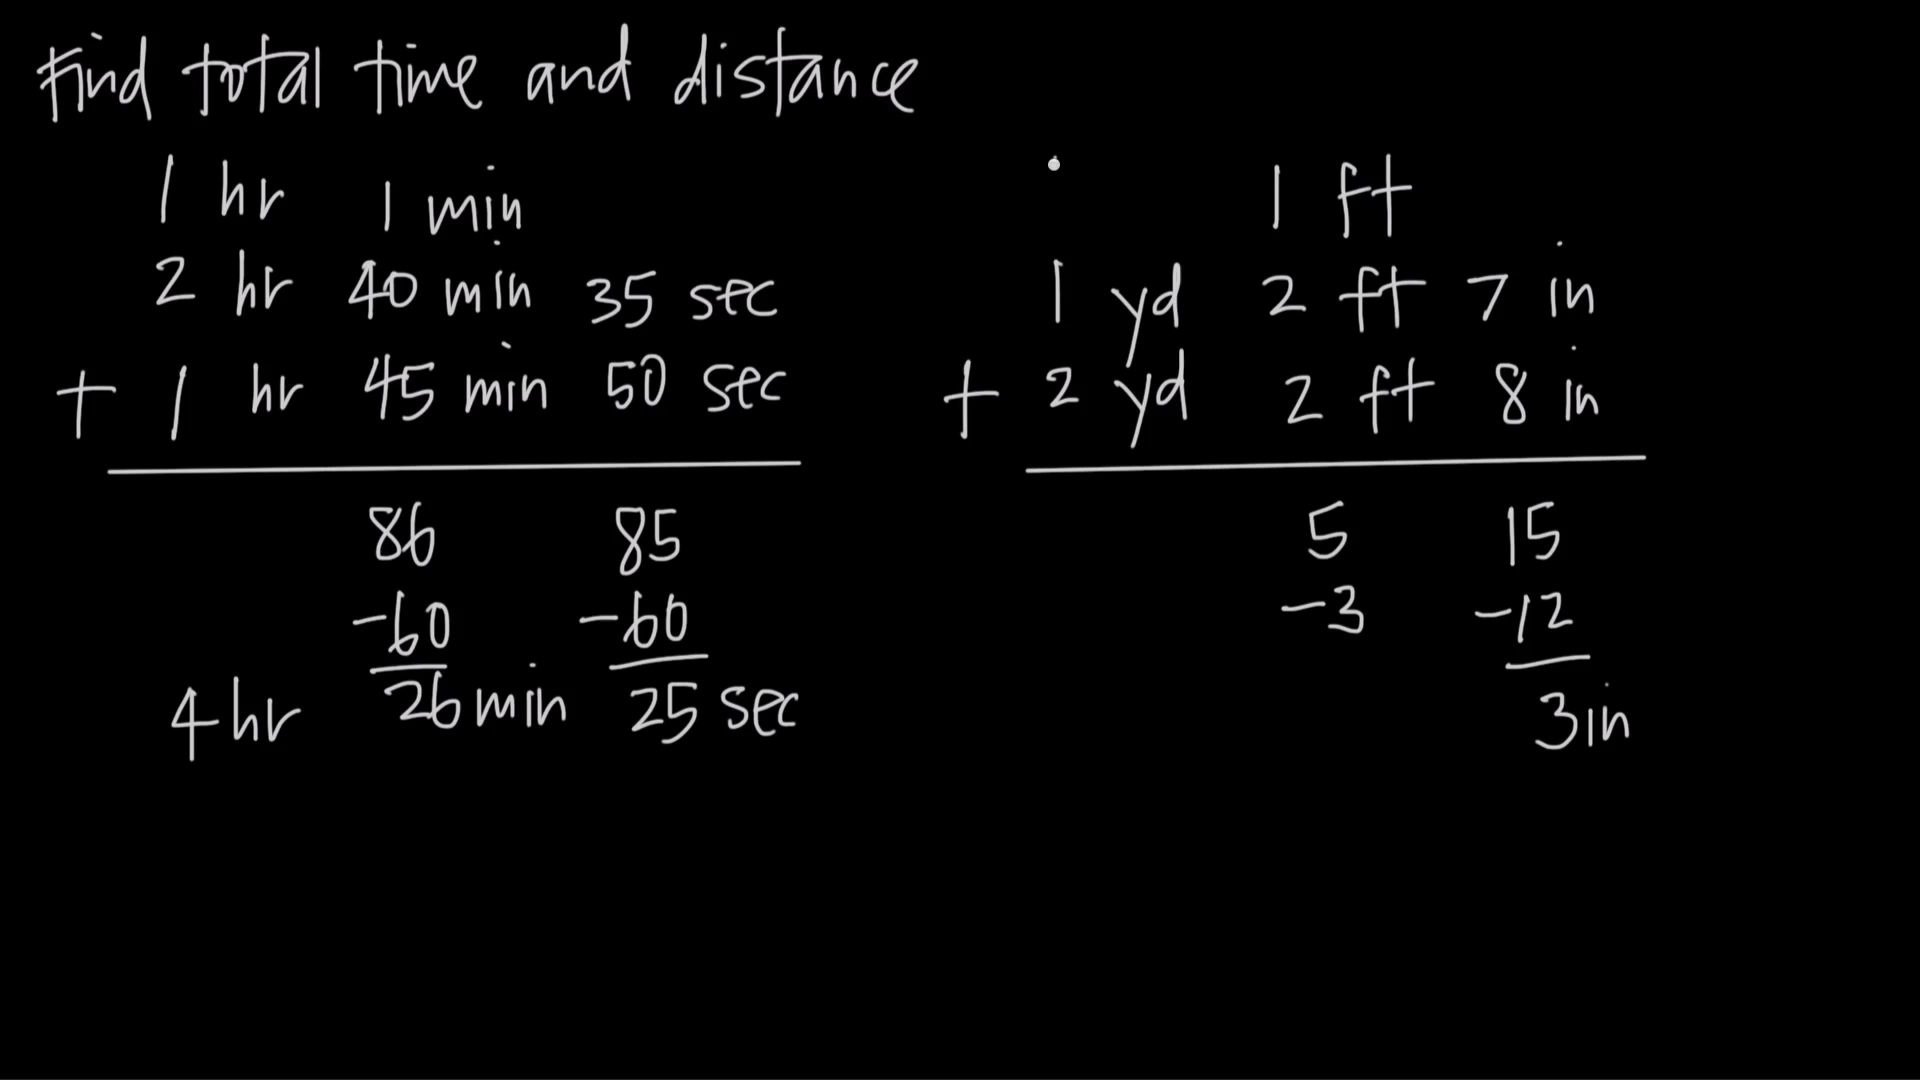 Find total time and distance
1 hr 1 min
2 hr 40 min 35 sec
+ 1 hr 45 min 50 sec
86 85
-60 -60
4 hr 26 min 25 sec
1 ft
1 yd 2 ft 7 in
+ 2 yd 2 ft 8 in
5 15
-3 -12
3 in